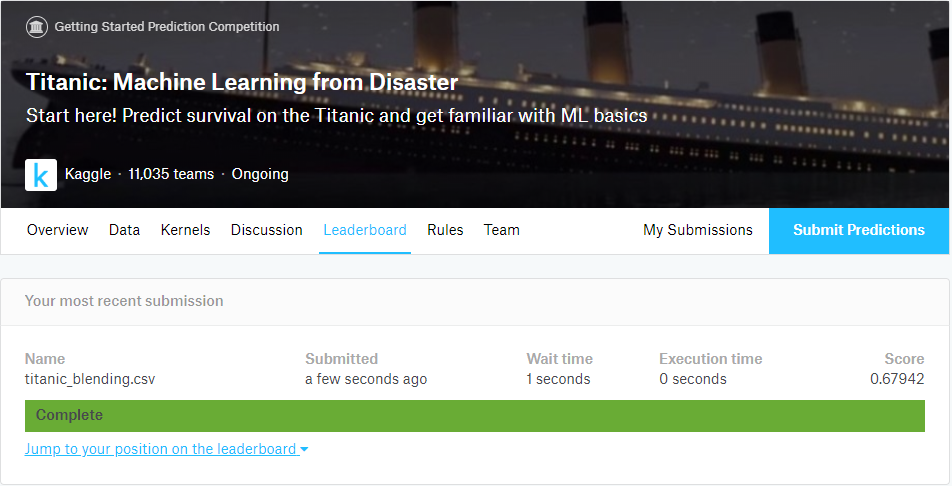 Getting Started Prediction Competition
Titanic: Machine Learning from Disaster
Start here! Predict survival on the Titanic and get familiar with ML basics
k Kaggle · 11,035 teams · Ongoing
Overview Data Kernels Discussion Leaderboard Rules Team My Submissions Submit Predictions
Your most recent submission
Name Submitted Wait time Execution time Score
titanic_blending.csv a few seconds ago 1 seconds 0 seconds 0.67942
Complete
Jump to your position on the leaderboard